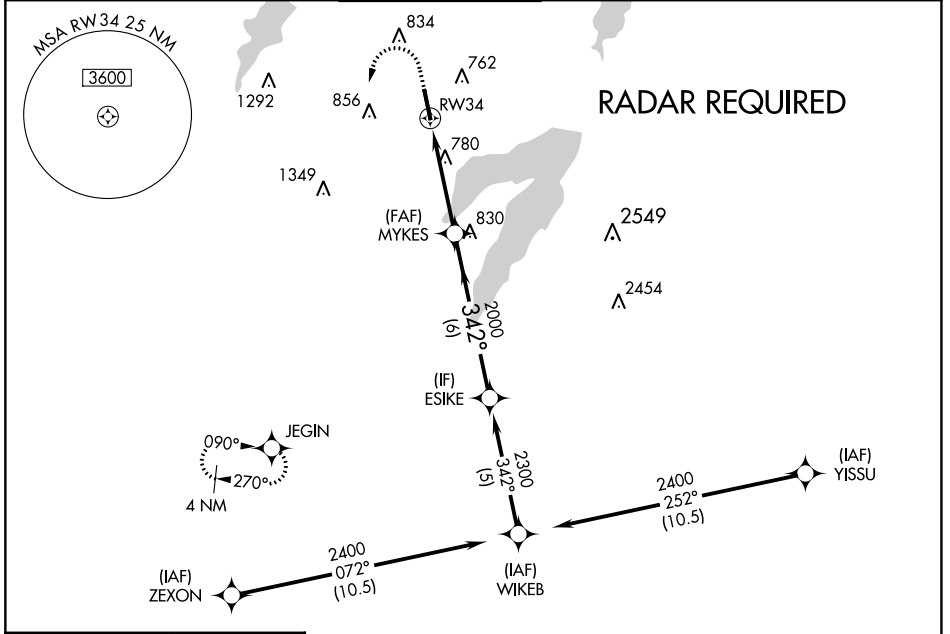 MSA RW34 25 NM
3600
834
762
1292
856
RW34
RADAR REQUIRED
780
1349
(FAF)
MYKES
830
2549
2454
2000
342°
(6)
(IF)
ESIKE
JEGIN
090°
270°
4 NM
2300
342°
(5)
(IAF)
YISSU
2400
252°
(10.5)
2400
072°
(10.5)
(IAF)
ZEXON
(IAF)
WIKEB